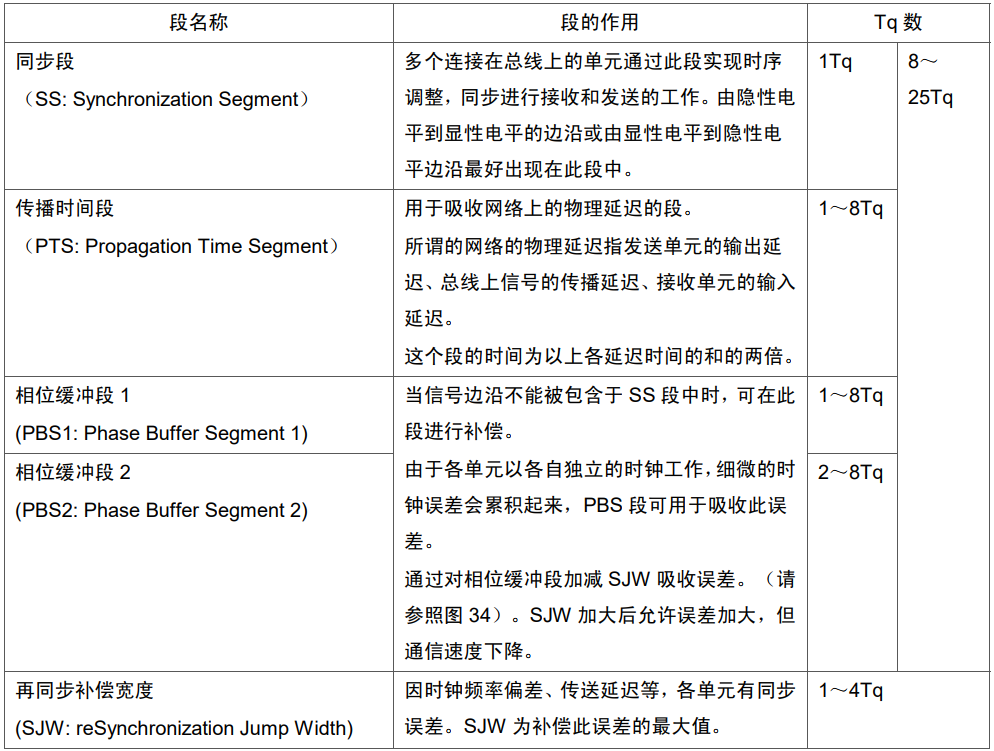 段名称
段的作用
Tq 数
同步段
（SS: Synchronization Segment）
多个连接在总线上的单元通过此段实现时序
调整，同步进行接收和发送的工作。由隐性电
平到显性电平的边沿或由显性电平到隐性电
平边沿最好出现在此段中。
1Tq
8～
25Tq
传播时间段
（PTS: Propagation Time Segment）
用于吸收网络上的物理延迟的段。
所谓的网络的物理延迟指发送单元的输出延
迟、总线上信号的传播延迟、接收单元的输入
延迟。
这个段的时间为以上各延迟时间的和的两倍。
1～8Tq
相位缓冲段 1
(PBS1: Phase Buffer Segment 1)
当信号边沿不能被包含于 SS 段中时，可在此
段进行补偿。
1～8Tq
相位缓冲段 2
(PBS2: Phase Buffer Segment 2)
由于各单元以各自独立的时钟工作，细微的时
钟误差会累积起来，PBS 段可用于吸收此误
差。
通过对相位缓冲段加减 SJW 吸收误差。（请
参照图 34）。SJW 加大后允许误差加大，但
通信速度下降。
2～8Tq
再同步补偿宽度
(SJW: reSynchronization Jump Width)
因时钟频率偏差、传送延迟等，各单元有同步
误差。SJW 为补偿此误差的最大值。
1～4Tq